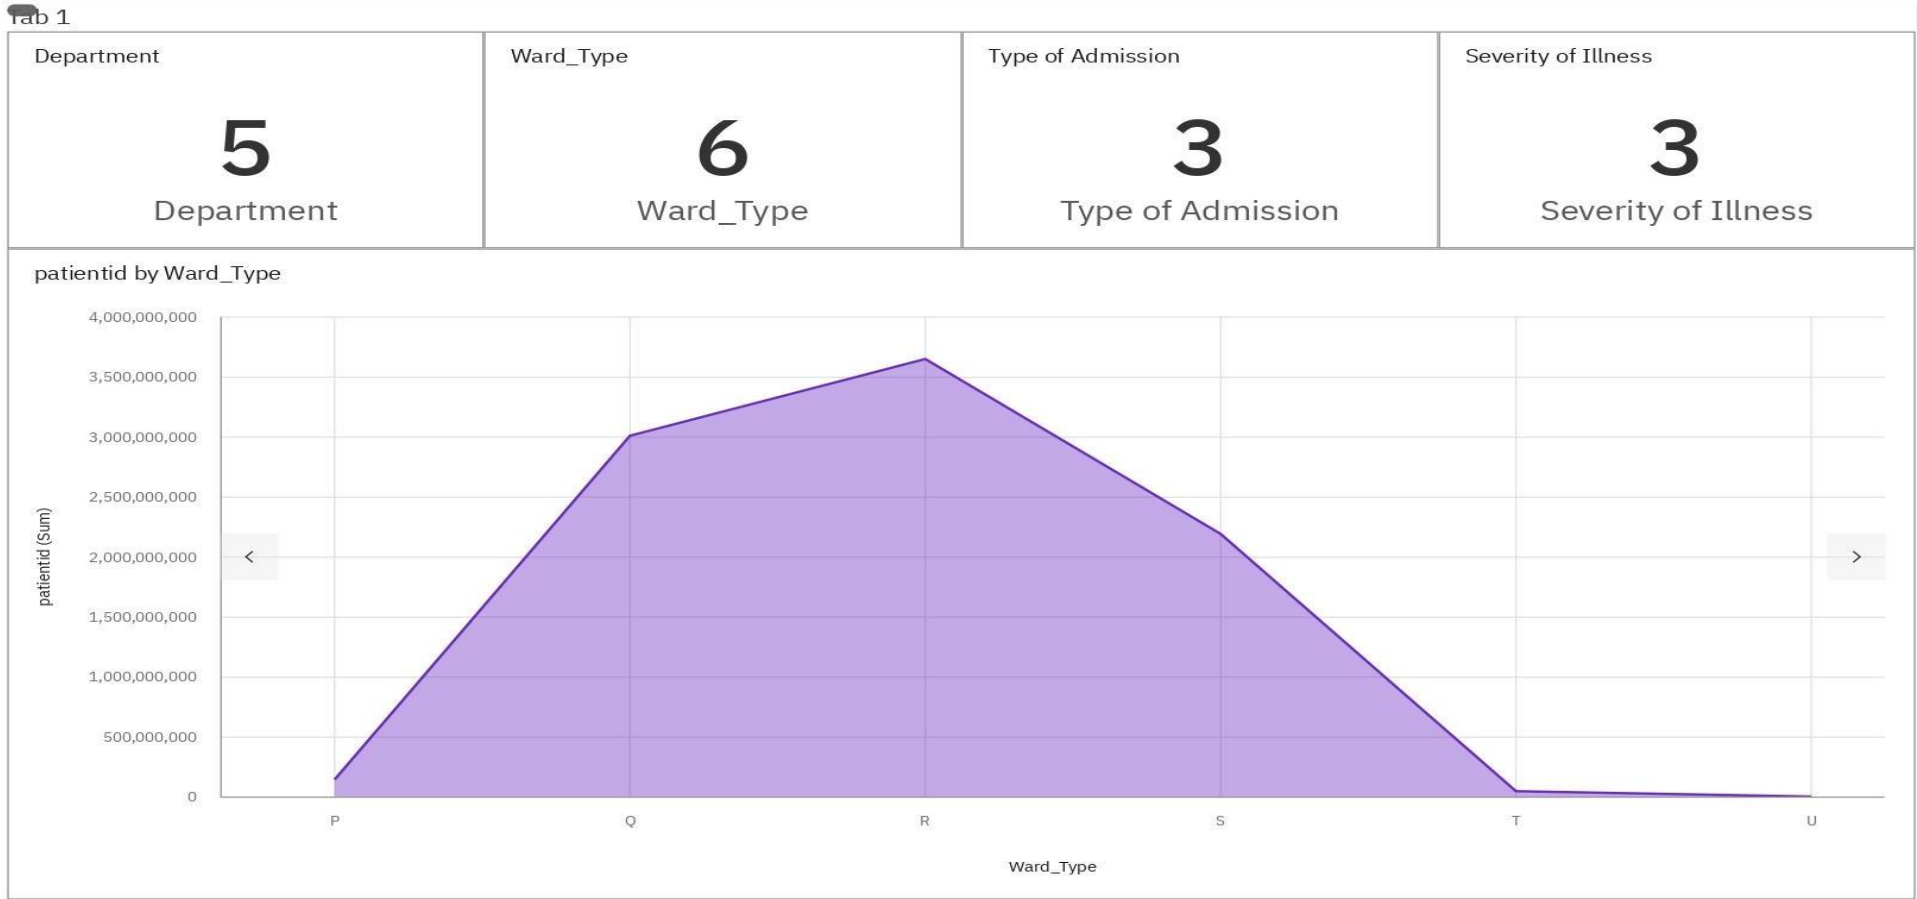 Tab 1
Department
Ward_Type
Type of Admission
Severity of Illness
5
6
3
3
Department
Ward_Type
Type of Admission
Severity of Illness
patientid by Ward_Type
4,000,000,000
3,500,000,000
3,000,000,000
2,500,000,000
2,000,000,000
1,500,000,000
1,000,000,000
500,000,000
0
patientid (Sum)
P
Q
R
S
T
U
Ward_Type